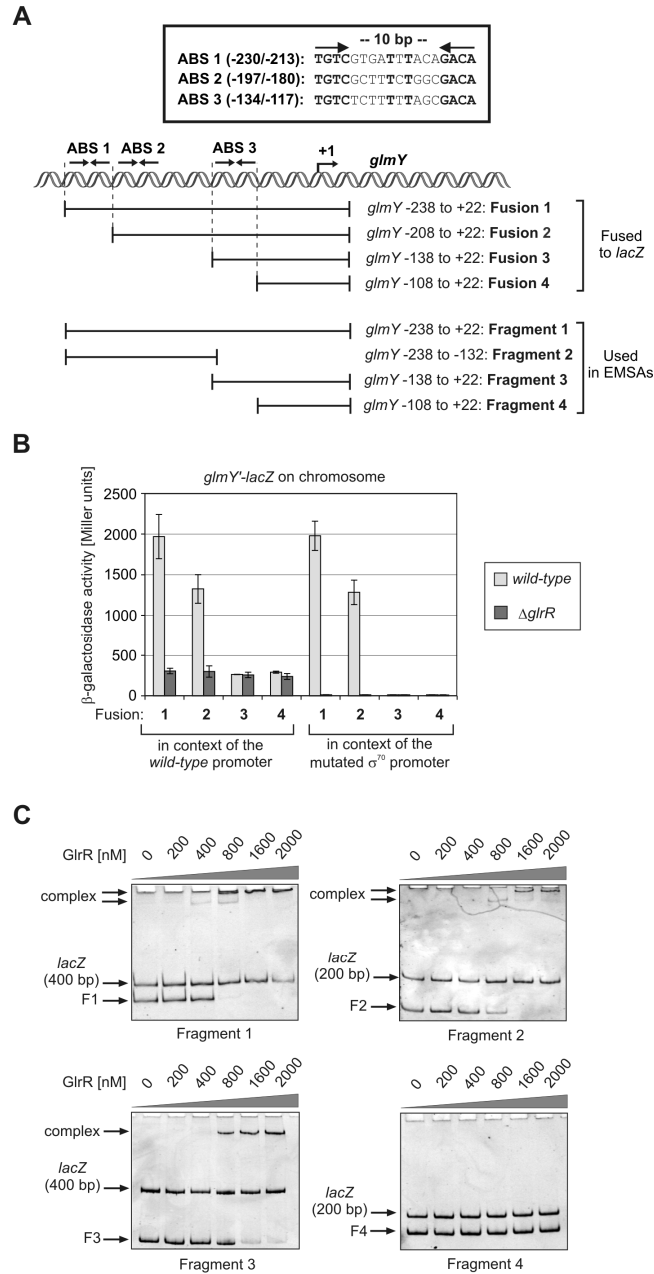 A
-- 10 bp --
ABS 1 (-230/-213): TGTCGTGATTTACAGACA
ABS 2 (-197/-180): TGTCGCTTTCTGGCGACA
ABS 3 (-134/-117): TGTCTCTTTTTAGCGACA
ABS 1 ABS 2 ABS 3 +1 glmY
glmY -238 to +22: Fusion 1
glmY -208 to +22: Fusion 2
glmY -138 to +22: Fusion 3
glmY -108 to +22: Fusion 4
Fused
to lacZ
glmY -238 to +22: Fragment 1
glmY -238 to -132: Fragment 2
glmY -138 to +22: Fragment 3
glmY -108 to +22: Fragment 4
Used
in EMSAs
B
glmY'-lacZ on chromosome
β-galactosidase activity [Miller units]
2500
2000
1500
1000
500
0
wild-type
ΔglrR
Fusion: 1 2 3 4 1 2 3 4
in context of the
wild-type promoter
in context of the
mutated σ70 promoter
C
GlrR [nM] 0 200 400 800 1600 2000
complex
lacZ
(400 bp)
F1
Fragment 1
0 200 400 800 1600 2000
complex
lacZ
(200 bp)
F2
Fragment 2
GlrR [nM] 0 200 400 800 1600 2000
complex
lacZ
(400 bp)
F3
Fragment 3
0 200 400 800 1600 2000
lacZ
(200 bp)
F4
Fragment 4